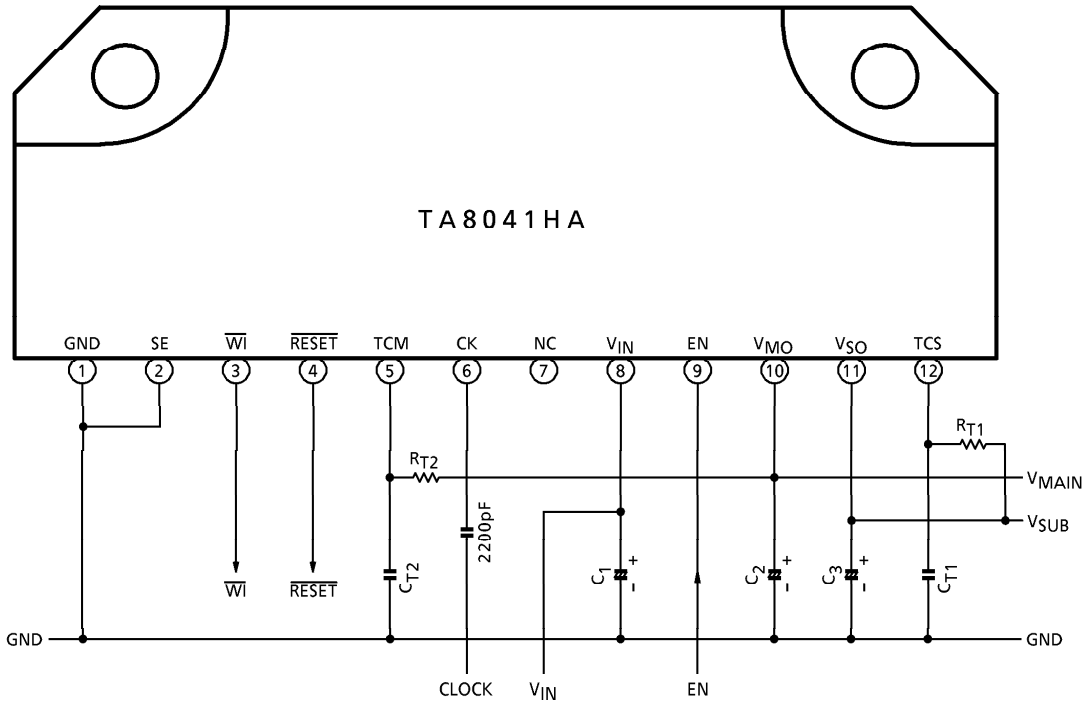 TA8041HA
GND SE WI RESET TCM CK NC VIN EN VMO VSO TCS
1 2 3 4 5 6 7 8 9 10 11 12
RT1
RT2
VMAIN
2200pF
VSUB
CT2 C1 + - C2 + - C3 + - CT1
WI RESET
GND GND
CLOCK VIN EN